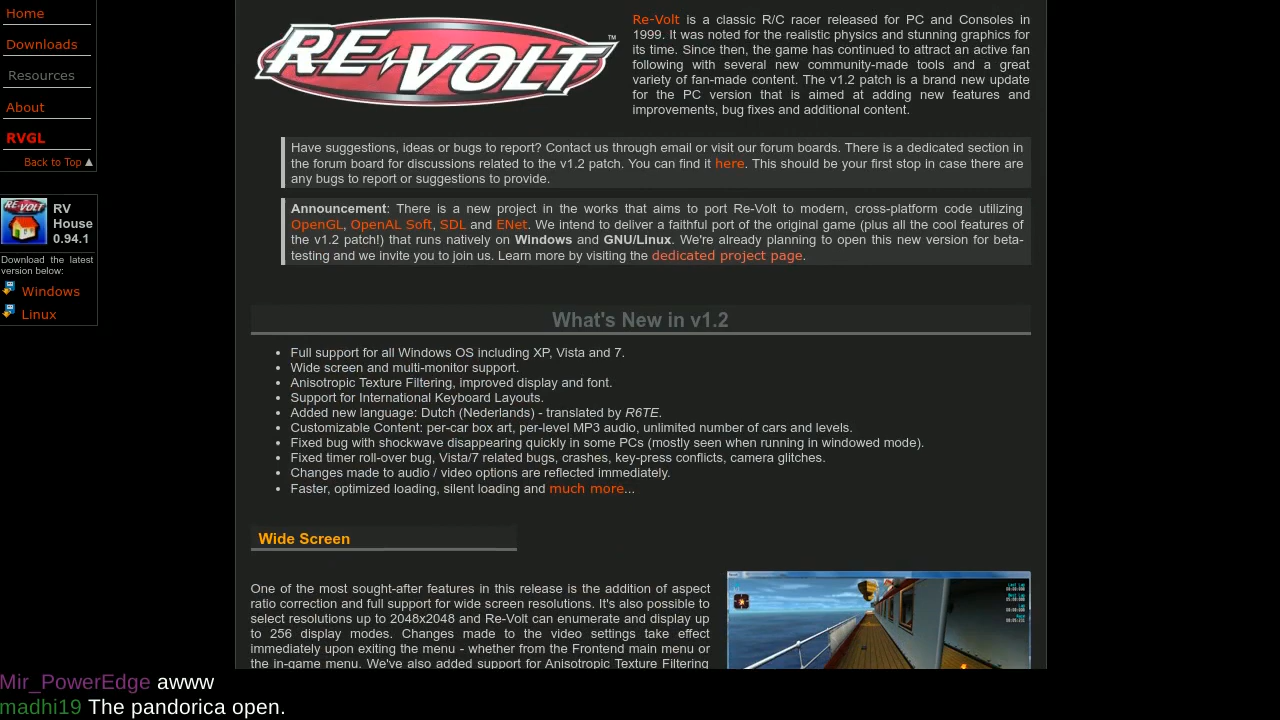 Home
Downloads
Resources
About
RVGL
Back to Top ▲
RE-VOLT
RV
House
0.94.1
Download the latest
version below:
Windows
Linux
RE-VOLT™
Re-Volt is a classic R/C racer released for PC and Consoles in
1999. It was noted for the realistic physics and stunning graphics for
its time. Since then, the game has continued to attract an active fan
following with several new community-made tools and a great
variety of fan-made content. The v1.2 patch is a brand new update
for the PC version that is aimed at adding new features and
improvements, bug fixes and additional content.
Have suggestions, ideas or bugs to report? Contact us through email or visit our forum boards. There is a dedicated section in
the forum board for discussions related to the v1.2 patch. You can find it here. This should be your first stop in case there are
any bugs to report or suggestions to provide.
Announcement: There is a new project in the works that aims to port Re-Volt to modern, cross-platform code utilizing
OpenGL, OpenAL Soft, SDL and ENet. We intend to deliver a faithful port of the original game (plus all the cool features of
the v1.2 patch!) that runs natively on Windows and GNU/Linux. We're already planning to open this new version for beta-
testing and we invite you to join us. Learn more by visiting the dedicated project page.
What's New in v1.2
• Full support for all Windows OS including XP, Vista and 7.
• Wide screen and multi-monitor support.
• Anisotropic Texture Filtering, improved display and font.
• Support for International Keyboard Layouts.
• Added new language: Dutch (Nederlands) - translated by R6TE.
• Customizable Content: per-car box art, per-level MP3 audio, unlimited number of cars and levels.
• Fixed bug with shockwave disappearing quickly in some PCs (mostly seen when running in windowed mode).
• Fixed timer roll-over bug, Vista/7 related bugs, crashes, key-press conflicts, camera glitches.
• Changes made to audio / video options are reflected immediately.
• Faster, optimized loading, silent loading and much more...
Wide Screen
One of the most sought-after features in this release is the addition of aspect
ratio correction and full support for wide screen resolutions. It's also possible to
select resolutions up to 2048x2048 and Re-Volt can enumerate and display up
to 256 display modes. Changes made to the video settings take effect
immediately upon exiting the menu - whether from the Frontend main menu or
the in-game menu. We've also added support for Anisotropic Texture Filtering
Mir_PowerEdge awww
madhi19 The pandorica open.